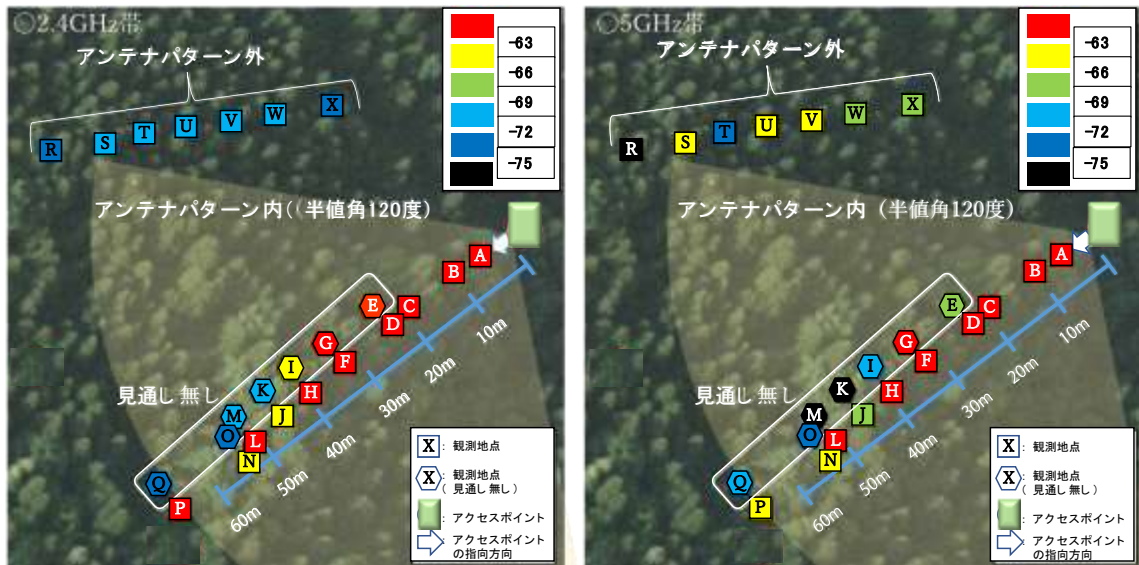 ○2.4GHz帯
アンテナパターン外
R
S
T
U
V
W
X
-63
-66
-69
-72
-75
アンテナパターン内((半値角120度)
A
B
C
D
E
F
G
H
I
J
K
L
M
N
O
P
Q
見通し無し
10m
20m
30m
40m
50m
60m
X : 観測地点
X : 観測地点
(見通し無し)
: アクセスポイント
: アクセスポイント
の指向方向
○5GHz帯
アンテナパターン外
R
S
T
U
V
W
X
-63
-66
-69
-72
-75
アンテナパターン内(半値角120度)
A
B
C
D
E
F
G
H
I
J
K
L
M
N
O
P
Q
見通し無し
10m
20m
30m
40m
50m
60m
X : 観測地点
X : 観測地点
(見通し無し)
: アクセスポイント
: アクセスポイント
の指向方向